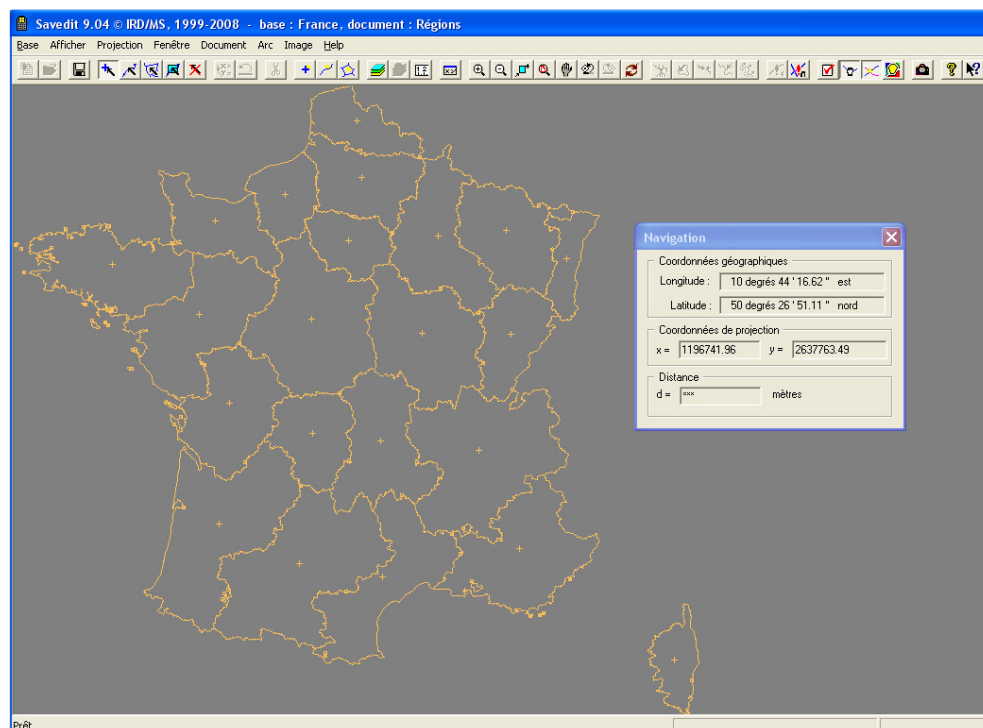 Savedit 9.04 © IRD/MS, 1999-2008 - base : France, document : Régions
Base Afficher Projection Fenêtre Document Arc Image Help
Navigation
Coordonnées géographiques
Longitude : 10 degrés 44 ' 16.62 " est
Latitude : 50 degrés 26 ' 51.11 " nord
Coordonnées de projection
x = 1196741.96 y = 2637763.49
Distance
d = *** mètres
Prêt